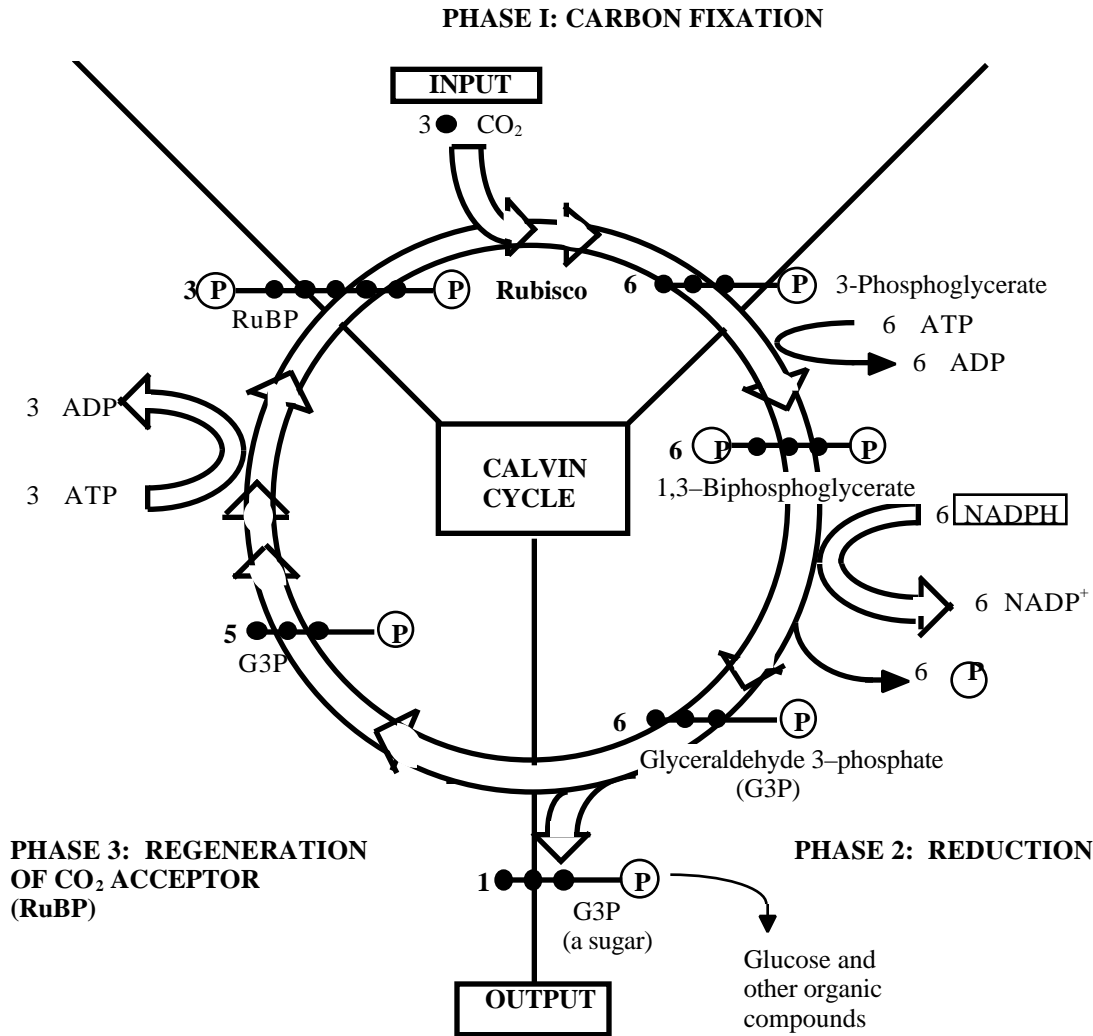 PHASE I: CARBON FIXATION
INPUT
3 CO₂
3 P P
RuBP
Rubisco
6 P
3-Phosphoglycerate
6 ATP
6 ADP
3 ADP
3 ATP
CALVIN
CYCLE
6 P P
1,3–Biphosphoglycerate
6 NADPH
6 NADP⁺
6 P
5 P
G3P
6 P
Glyceraldehyde 3–phosphate
(G3P)
PHASE 3: REGENERATION
OF CO₂ ACCEPTOR
(RuBP)
PHASE 2: REDUCTION
1 P
G3P
(a sugar)
Glucose and
other organic
compounds
OUTPUT